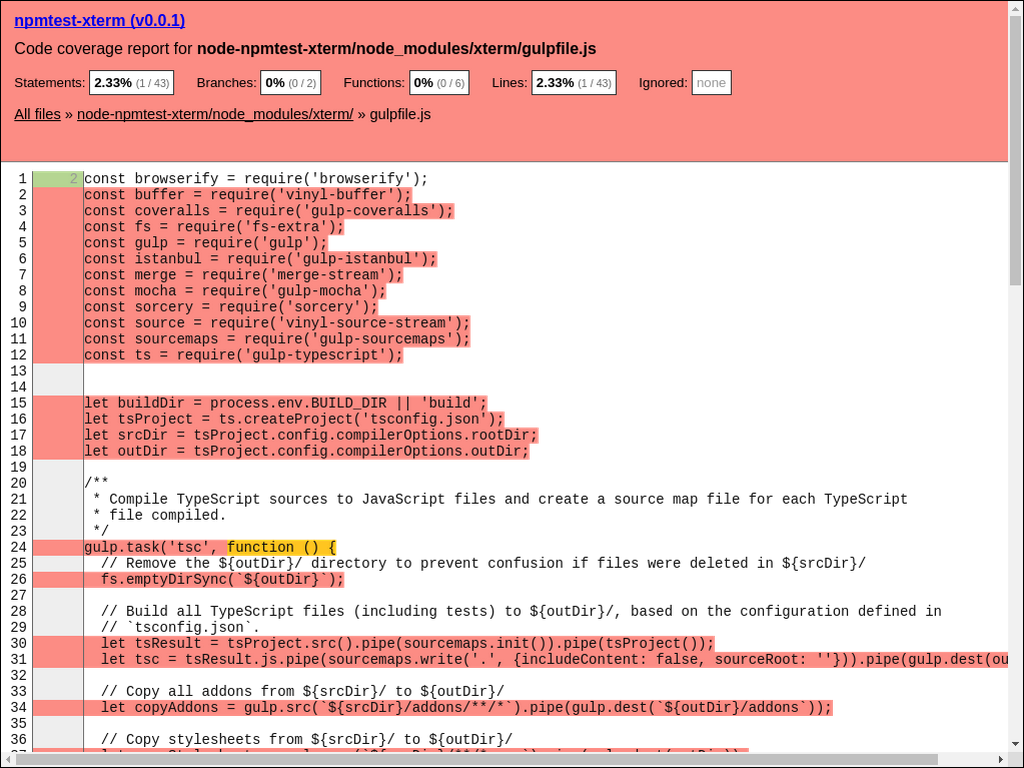 npmtest-xterm (v0.0.1)
Code coverage report for node-npmtest-xterm/node_modules/xterm/gulpfile.js
Statements: 2.33% (1 / 43) Branches: 0% (0 / 2) Functions: 0% (0 / 6) Lines: 2.33% (1 / 43) Ignored: none
All files » node-npmtest-xterm/node_modules/xterm/ » gulpfile.js
1 2 const browserify = require('browserify');
2 const buffer = require('vinyl-buffer');
3 const coveralls = require('gulp-coveralls');
4 const fs = require('fs-extra');
5 const gulp = require('gulp');
6 const istanbul = require('gulp-istanbul');
7 const merge = require('merge-stream');
8 const mocha = require('gulp-mocha');
9 const sorcery = require('sorcery');
10 const source = require('vinyl-source-stream');
11 const sourcemaps = require('gulp-sourcemaps');
12 const ts = require('gulp-typescript');
13
14
15 let buildDir = process.env.BUILD_DIR || 'build';
16 let tsProject = ts.createProject('tsconfig.json');
17 let srcDir = tsProject.config.compilerOptions.rootDir;
18 let outDir = tsProject.config.compilerOptions.outDir;
19
20 /**
21  * Compile TypeScript sources to JavaScript files and create a source map file for each TypeScript
22  * file compiled.
23  */
24 gulp.task('tsc', function () {
25   // Remove the ${outDir}/ directory to prevent confusion if files were deleted in ${srcDir}/
26   fs.emptyDirSync(`${outDir}`);
27
28   // Build all TypeScript files (including tests) to ${outDir}/, based on the configuration defined in
29   // `tsconfig.json`.
30   let tsResult = tsProject.src().pipe(sourcemaps.init()).pipe(tsProject());
31   let tsc = tsResult.js.pipe(sourcemaps.write('.', {includeContent: false, sourceRoot: ''})).pipe(gulp.dest(ou
32
33   // Copy all addons from ${srcDir}/ to ${outDir}/
34   let copyAddons = gulp.src(`${srcDir}/addons/**/*`).pipe(gulp.dest(`${outDir}/addons`));
35
36   // Copy stylesheets from ${srcDir}/ to ${outDir}/